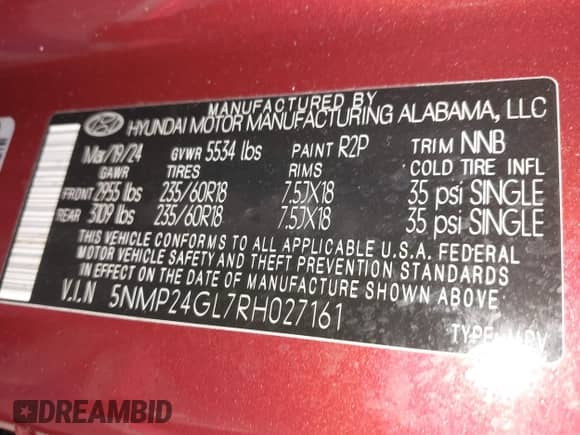 MANUFACTURED BY
HYUNDAI MOTOR MANUFACTURING ALABAMA, LLC
Mar/19/24 GVWR 5534 lbs PAINT R2P TRIM NNB
GAWR TIRES RIMS COLD TIRE INFL
FRONT 2955 lbs 235/60R18 7.5JX18 35 psi SINGLE
REAR 3109 lbs 235/60R18 7.5JX18 35 psi SINGLE
THIS VEHICLE CONFORMS TO ALL APPLICABLE U.S.A. FEDERAL
MOTOR VEHICLE SAFETY AND THEFT PREVENTION STANDARDS
IN EFFECT ON THE DATE OF MANUFACTURE SHOWN ABOVE.
V.I.N 5NMP24GL7RH027161
TYPE: MPV
DREAMBID